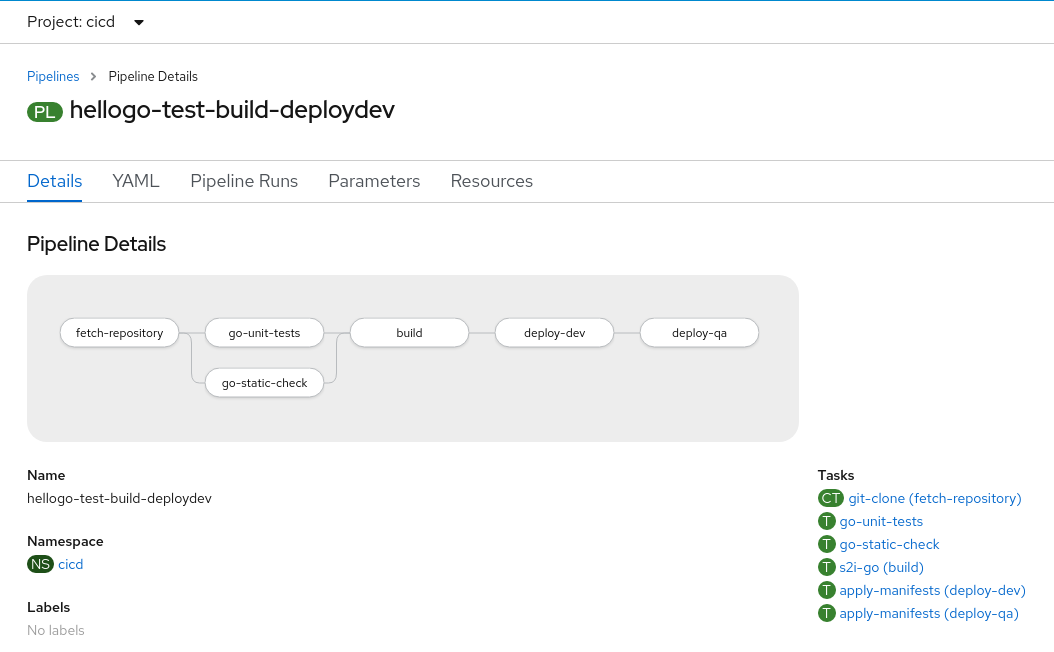 Project: cicd
Pipelines > Pipeline Details
PL hellogo-test-build-deploydev
Details YAML Pipeline Runs Parameters Resources
Pipeline Details
fetch-repository go-unit-tests build deploy-dev deploy-qa
go-static-check
Name
hellogo-test-build-deploydev
Namespace
NS cicd
Labels
No labels
Tasks
CT git-clone (fetch-repository)
T go-unit-tests
T go-static-check
T s2i-go (build)
T apply-manifests (deploy-dev)
T apply-manifests (deploy-qa)